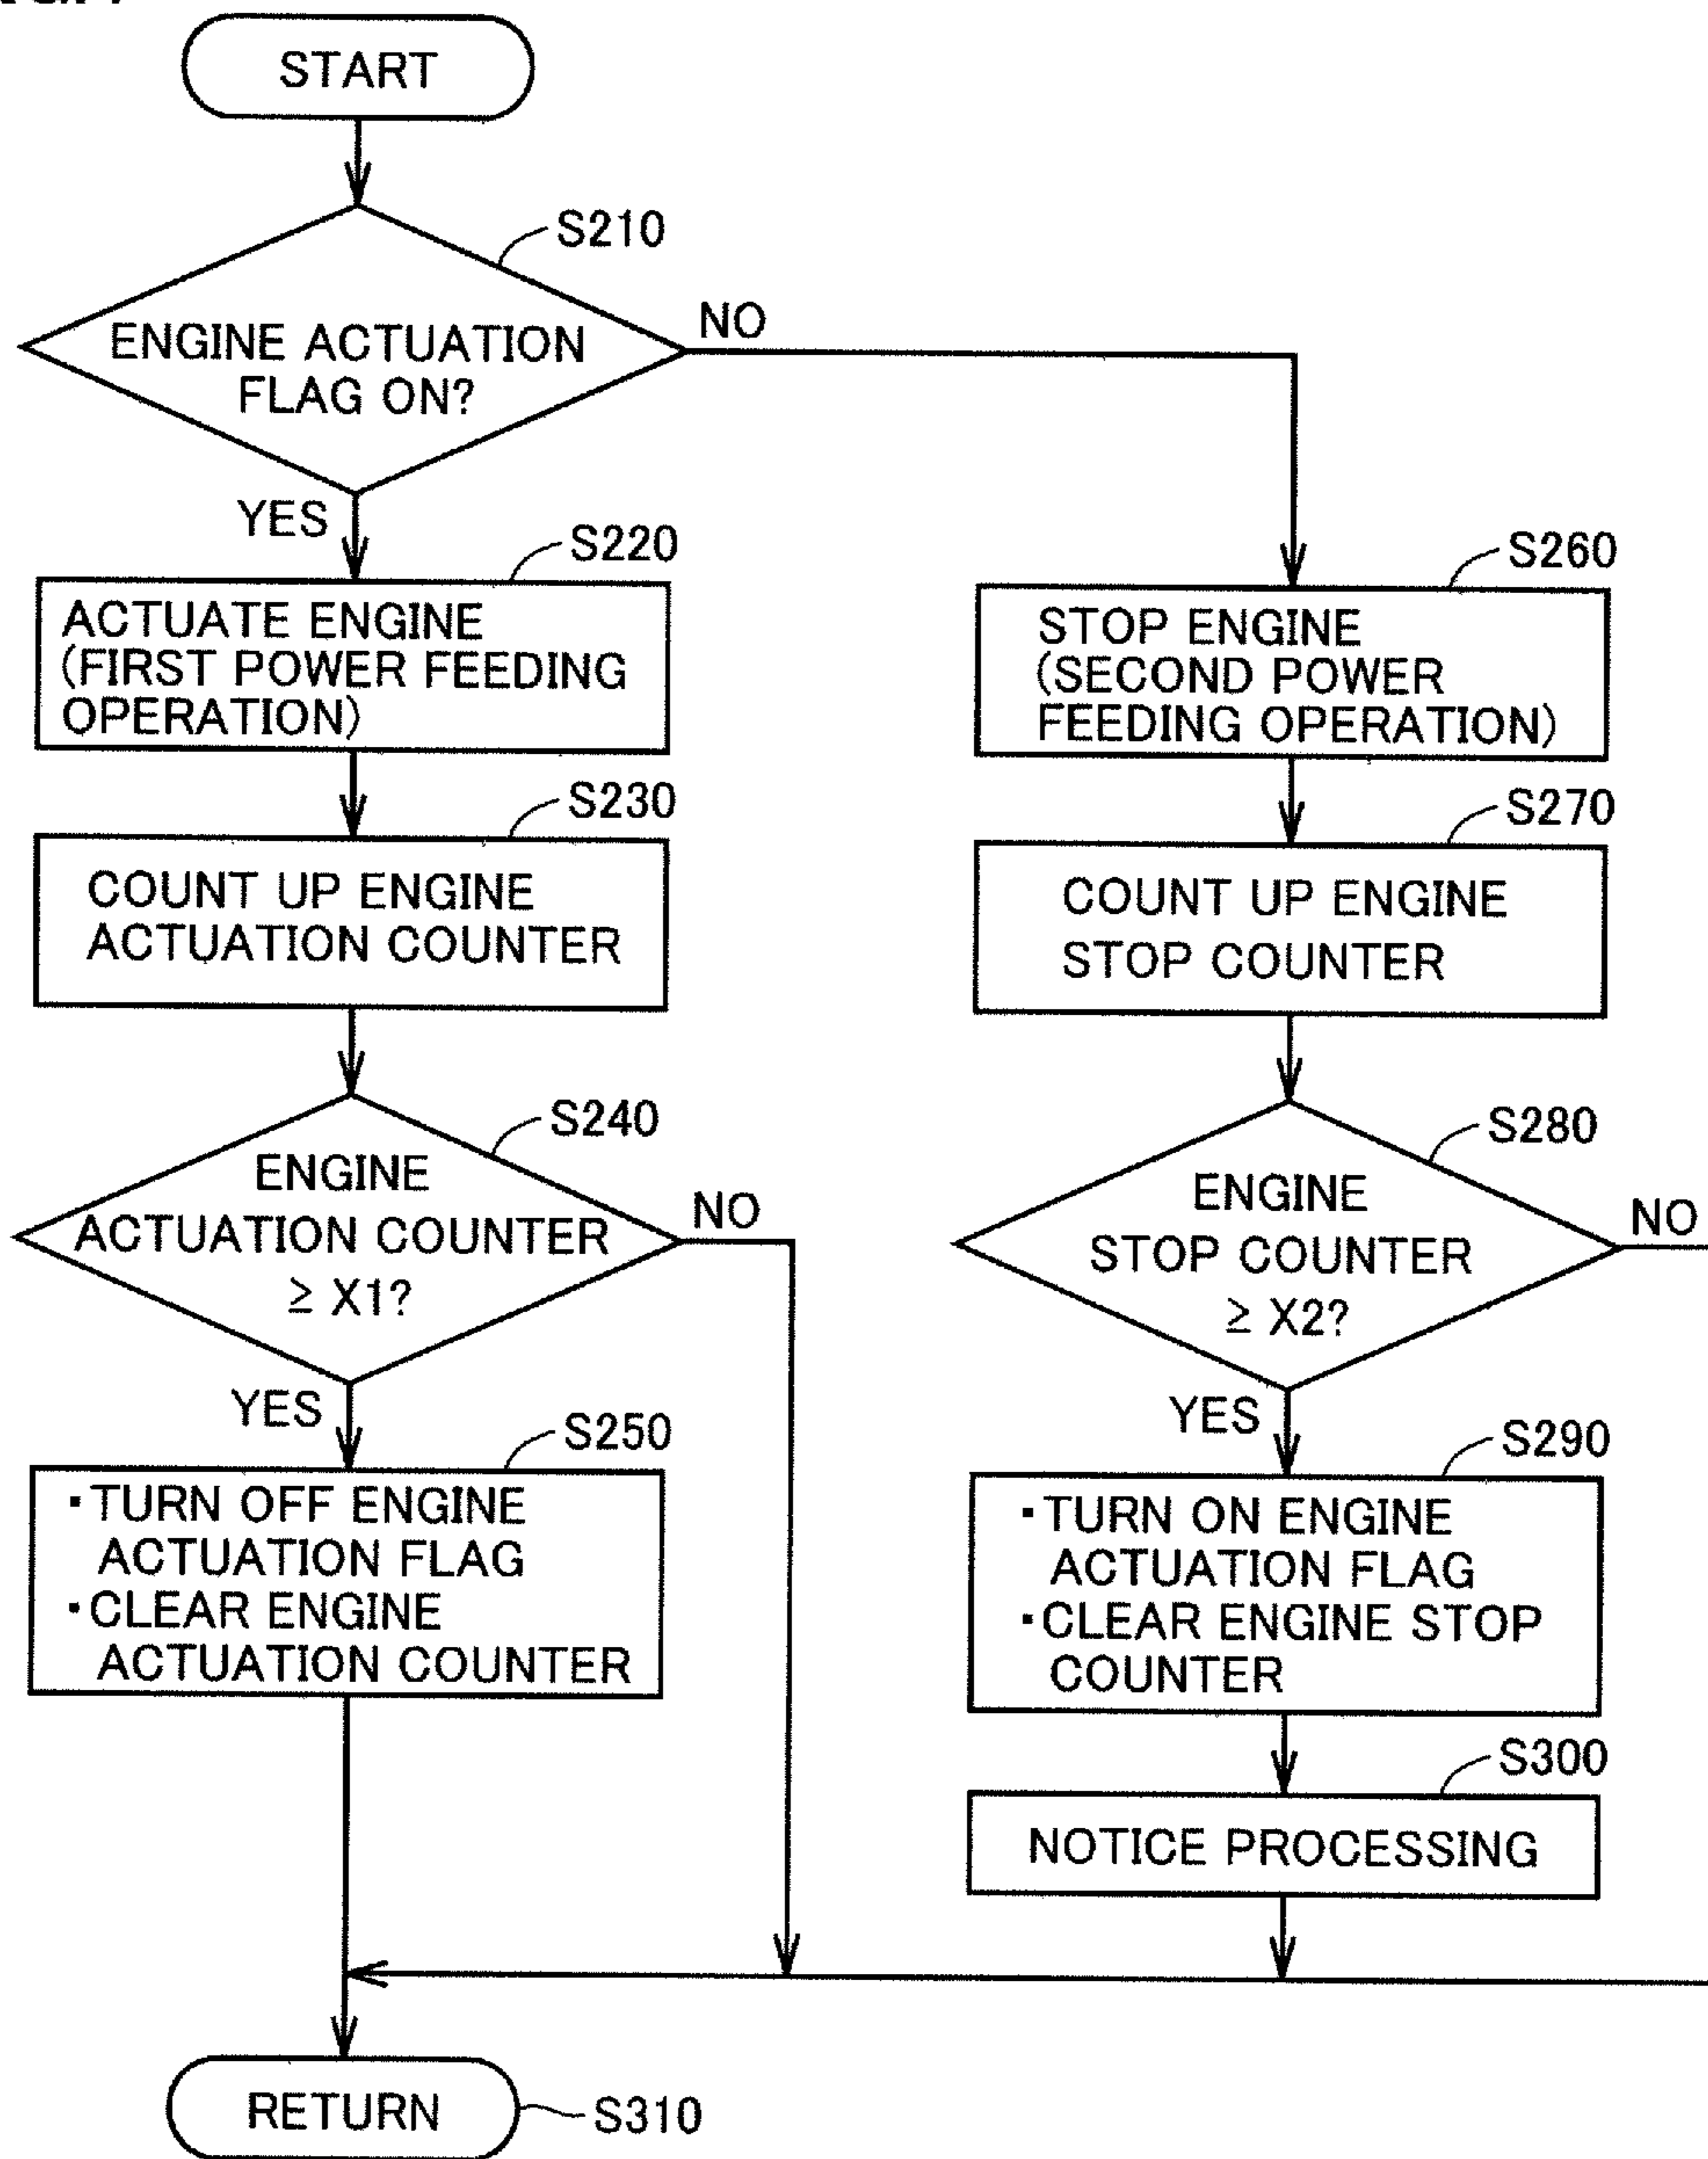 START
S210
ENGINE ACTUATION
FLAG ON?
NO
YES
S220
ACTUATE ENGINE
(FIRST POWER FEEDING
OPERATION)
S230
COUNT UP ENGINE
ACTUATION COUNTER
S240
ENGINE
ACTUATION COUNTER
≥ X1?
NO
YES
S250
・TURN OFF ENGINE
ACTUATION FLAG
・CLEAR ENGINE
ACTUATION COUNTER
S260
STOP ENGINE
(SECOND POWER
FEEDING OPERATION)
S270
COUNT UP ENGINE
STOP COUNTER
S280
ENGINE
STOP COUNTER
≥ X2?
NO
YES
S290
・TURN ON ENGINE
ACTUATION FLAG
・CLEAR ENGINE STOP
COUNTER
S300
NOTICE PROCESSING
RETURN
S310